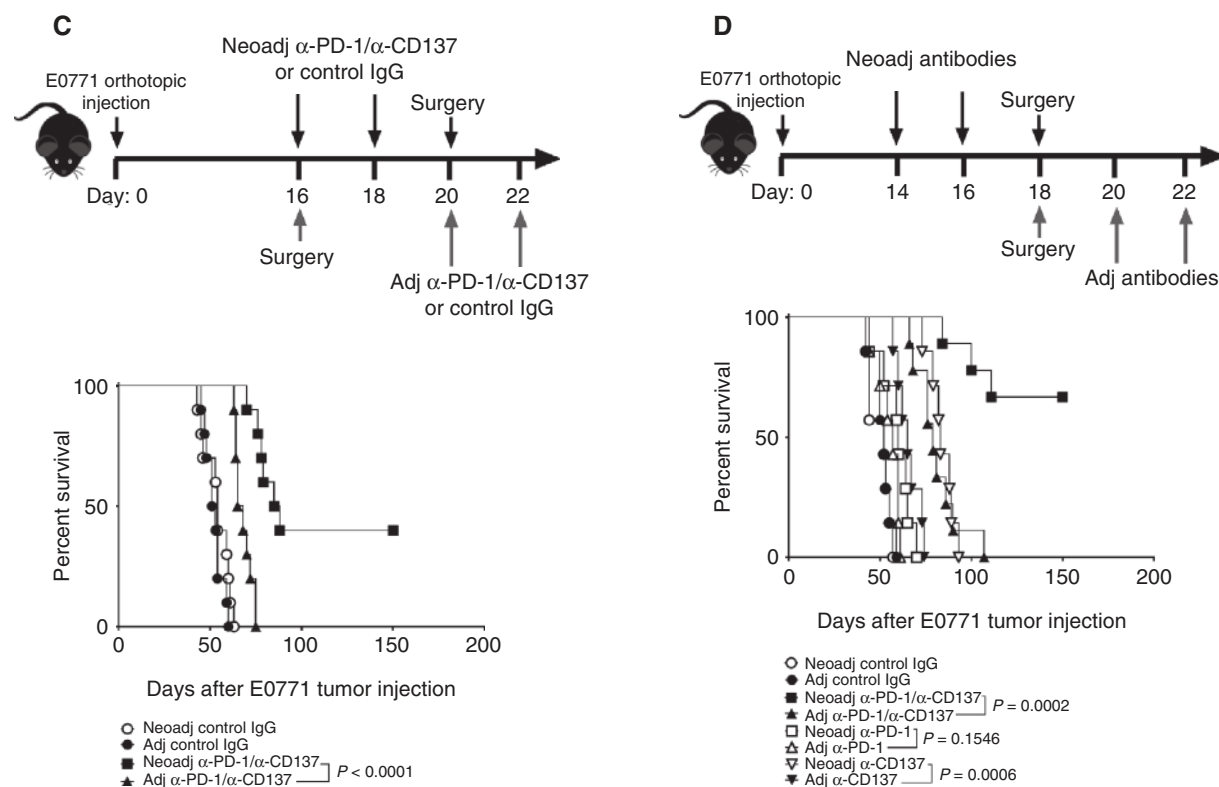 C
Neoadj α-PD-1/α-CD137
or control IgG
E0771 orthotopic
injection
Surgery
Day: 0
16
18
20
22
Surgery
Adj α-PD-1/α-CD137
or control IgG
100
50
0
Percent survival
0
50
100
150
200
Days after E0771 tumor injection
Neoadj control IgG
Adj control IgG
Neoadj α-PD-1/α-CD137
Adj α-PD-1/α-CD137
P < 0.0001
D
Neoadj antibodies
E0771 orthotopic
injection
Surgery
Day: 0
14
16
18
20
22
Surgery
Adj antibodies
100
50
0
Percent survival
0
50
100
150
200
Days after E0771 tumor injection
Neoadj control IgG
Adj control IgG
Neoadj α-PD-1/α-CD137
Adj α-PD-1/α-CD137
P = 0.0002
Neoadj α-PD-1
Adj α-PD-1
P = 0.1546
Neoadj α-CD137
Adj α-CD137
P = 0.0006